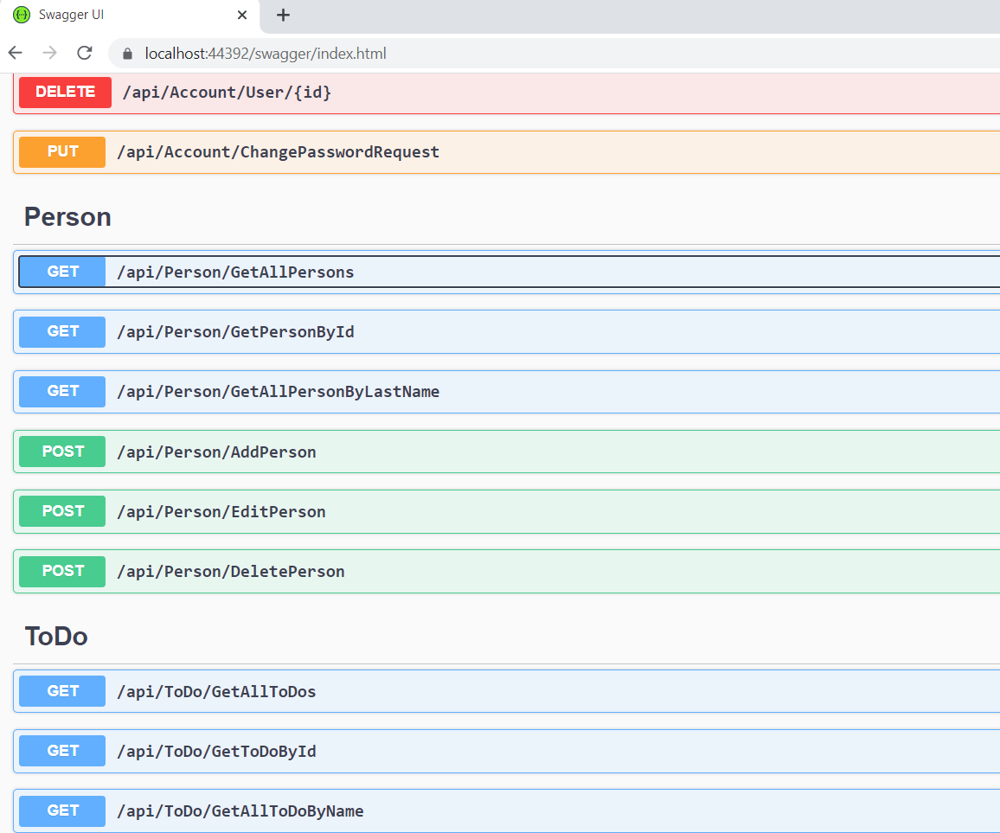 Swagger UI
localhost:44392/swagger/index.html
DELETE /api/Account/User/{id}
PUT /api/Account/ChangePasswordRequest
Person
GET /api/Person/GetAllPersons
GET /api/Person/GetPersonById
GET /api/Person/GetAllPersonByLastName
POST /api/Person/AddPerson
POST /api/Person/EditPerson
POST /api/Person/DeletePerson
ToDo
GET /api/ToDo/GetAllToDos
GET /api/ToDo/GetToDoById
GET /api/ToDo/GetAllToDoByName